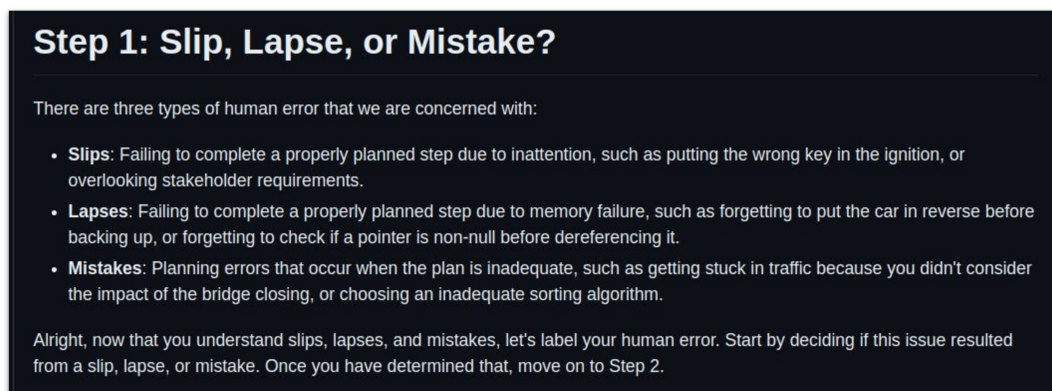 Step 1: Slip, Lapse, or Mistake?
There are three types of human error that we are concerned with:
• Slips: Failing to complete a properly planned step due to inattention, such as putting the wrong key in the ignition, or
overlooking stakeholder requirements.
• Lapses: Failing to complete a properly planned step due to memory failure, such as forgetting to put the car in reverse before
backing up, or forgetting to check if a pointer is non-null before dereferencing it.
• Mistakes: Planning errors that occur when the plan is inadequate, such as getting stuck in traffic because you didn't consider
the impact of the bridge closing, or choosing an inadequate sorting algorithm.
Alright, now that you understand slips, lapses, and mistakes, let's label your human error. Start by deciding if this issue resulted
from a slip, lapse, or mistake. Once you have determined that, move on to Step 2.